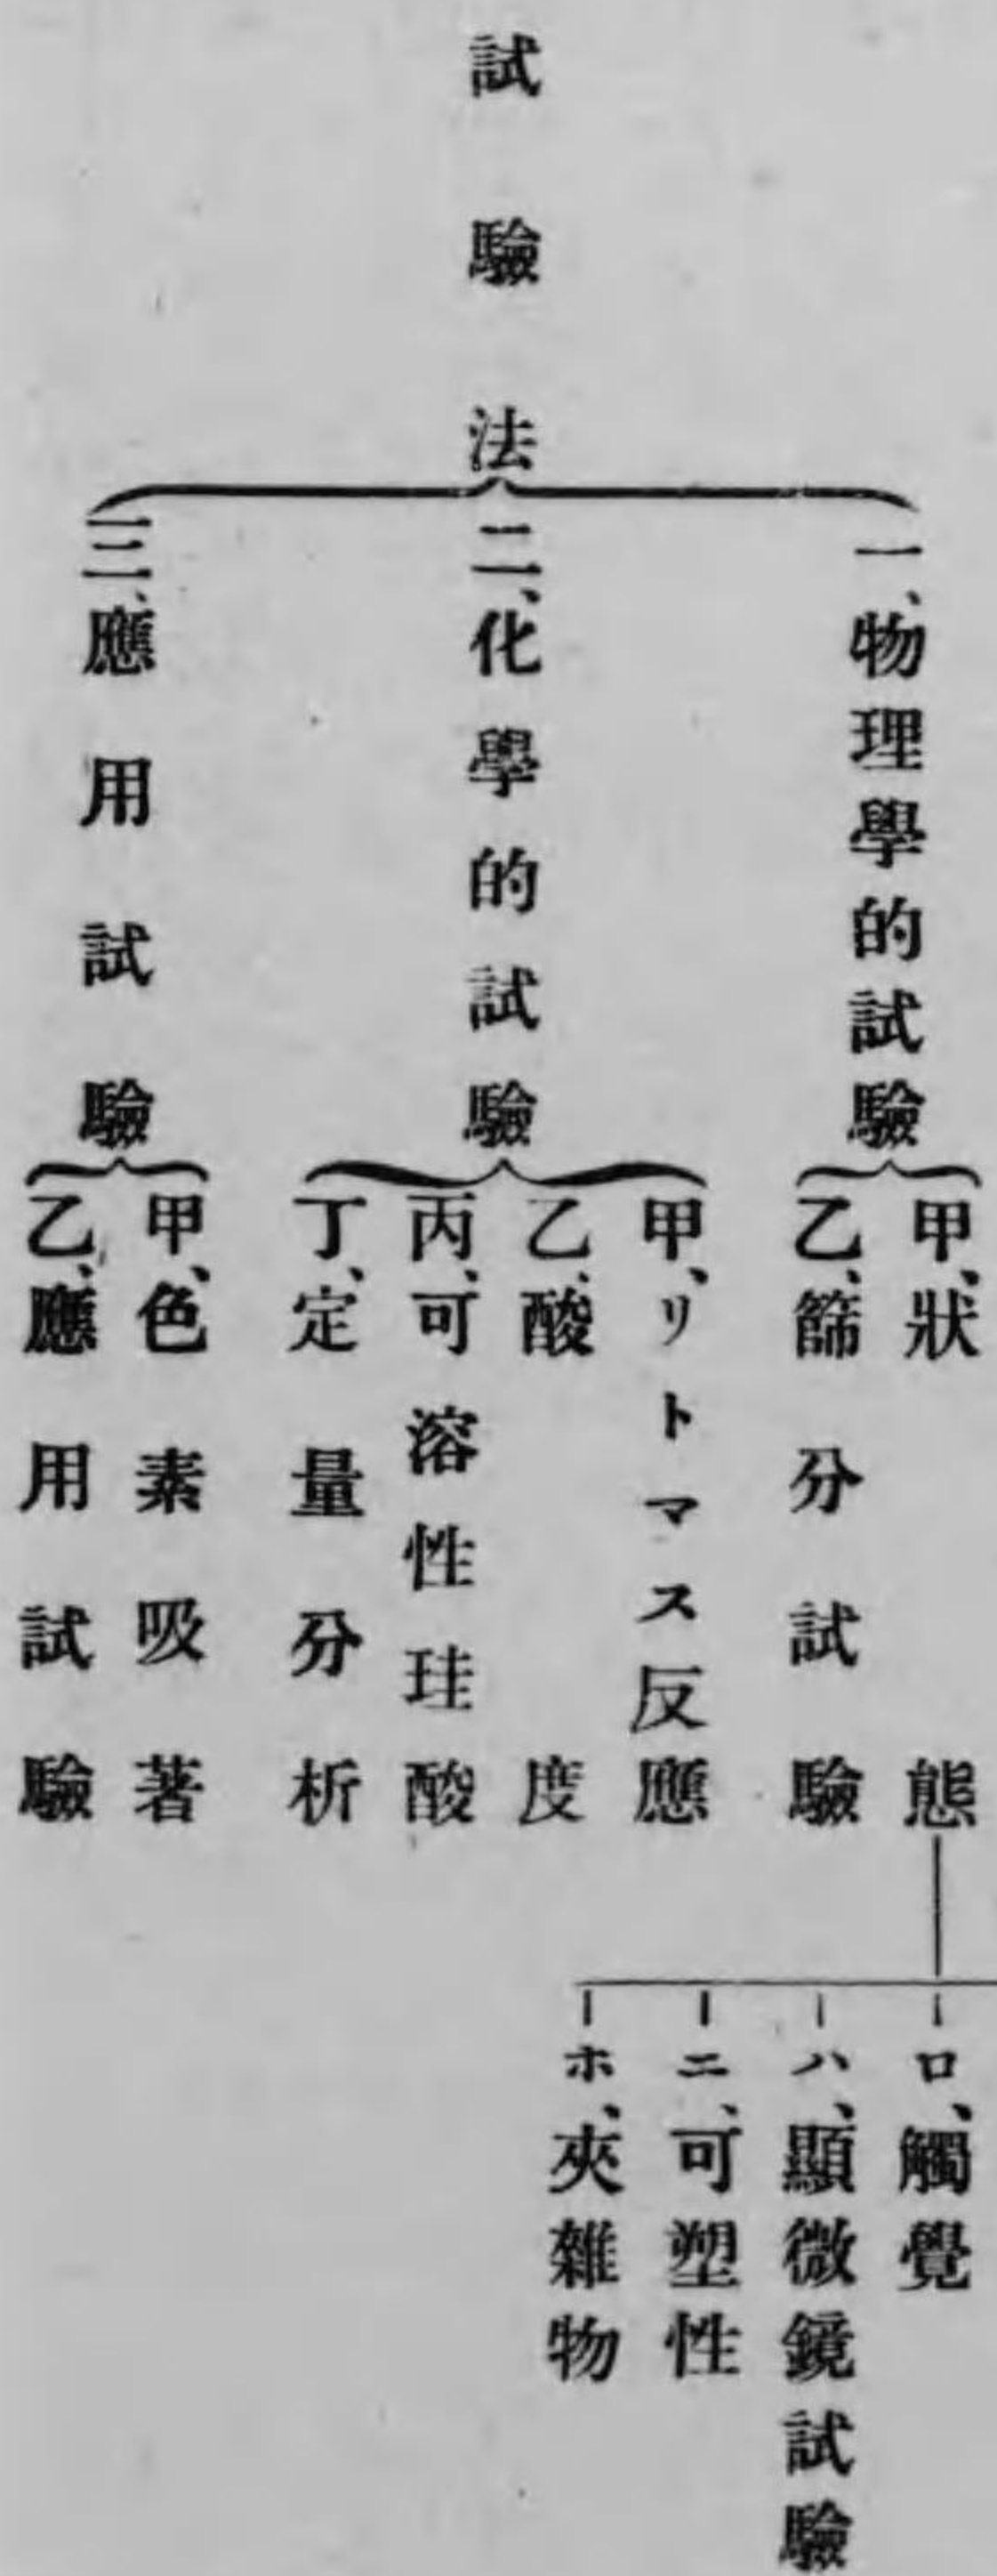 試驗法
一、物理學的試驗
甲、狀態
ロ、觸覺
ハ、顯微鏡試驗
ニ、可塑性
ホ、夾雜物
乙、篩分試驗
二、化學的試驗
甲、リトマス反應
乙、酸度
丙、可溶性珪酸
丁、定量分析
三、應用試驗
甲、色素吸著
乙、應用試驗